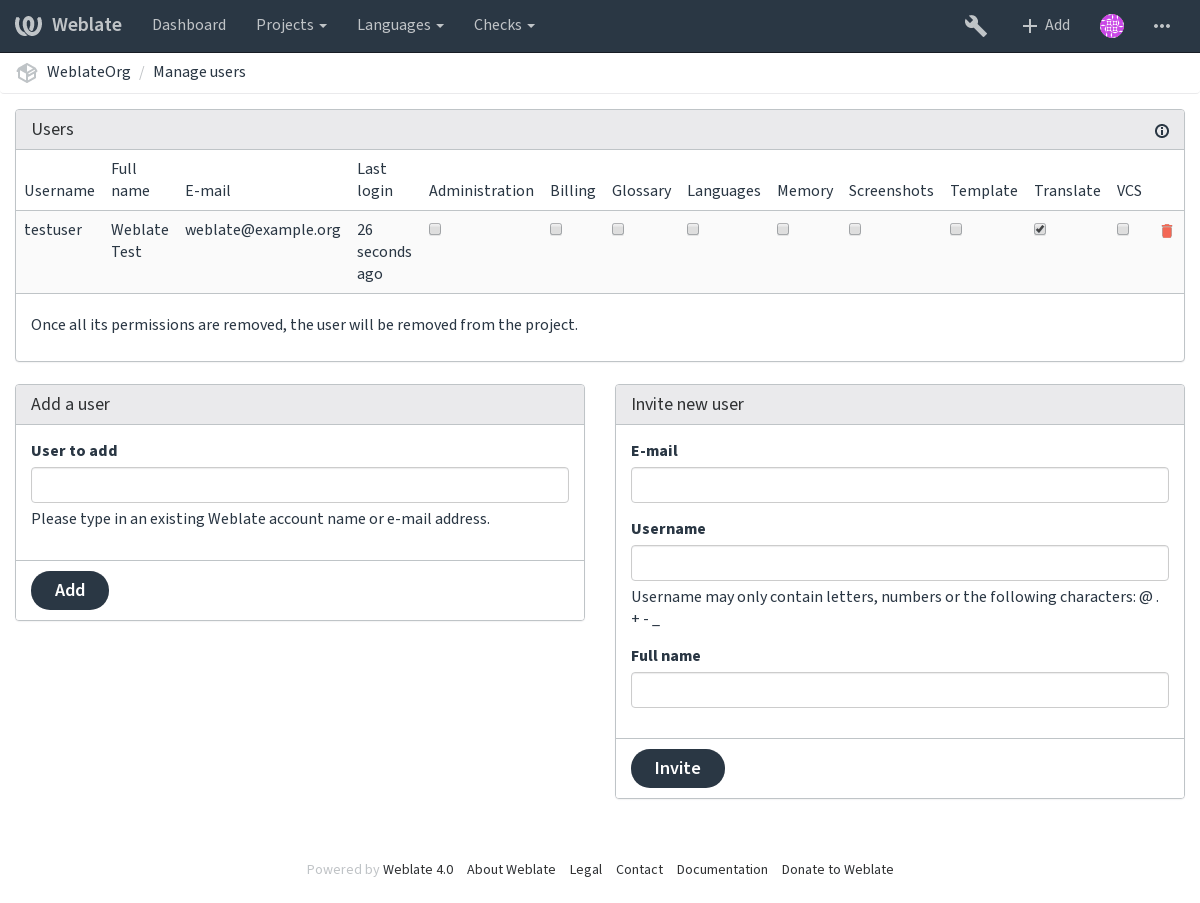 Weblate Dashboard Projects Languages Checks Add
WeblateOrg / Manage users
Users
Username Full name E-mail Last login Administration Billing Glossary Languages Memory Screenshots Template Translate VCS
testuser Weblate Test weblate@example.org 26 seconds ago
Once all its permissions are removed, the user will be removed from the project.
Add a user
User to add
Please type in an existing Weblate account name or e-mail address.
Add
Invite new user
E-mail
Username
Username may only contain letters, numbers or the following characters: @ .
+ - _
Full name
Invite
Powered by Weblate 4.0 About Weblate Legal Contact Documentation Donate to Weblate